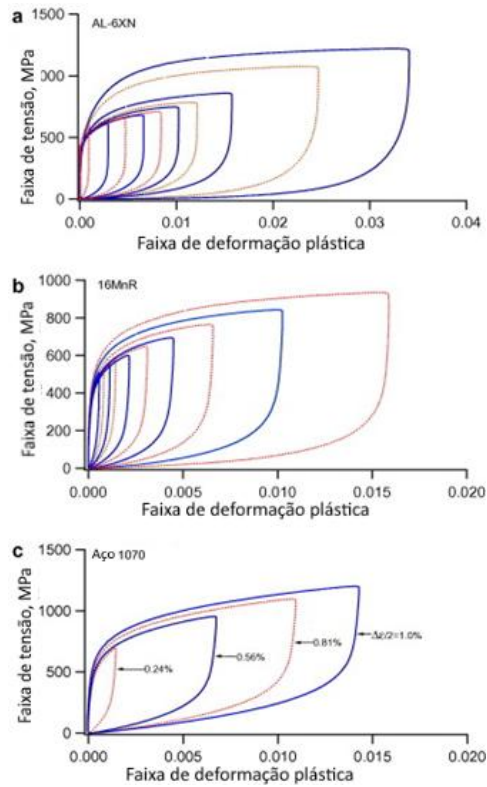 a
AL-6XN
Faixa de tensão, MPa
1500
000
500
0
0.00
0.01
0.02
0.03
0.04
Faixa de deformação plástica
b
16MnR
Faixa de tensão, MPa
1000
800
600
400
200
0
0.000
0.005
0.010
0.015
0.020
Faixa de deformação plástica
c
Aço 1070
Faixa de tensão, MPa
1500
1000
500
0
0.24%
0.56%
0.81%
Δε/2=1.0%
0.000
0.005
0.010
0.015
0.020
Faixa de deformação plástica